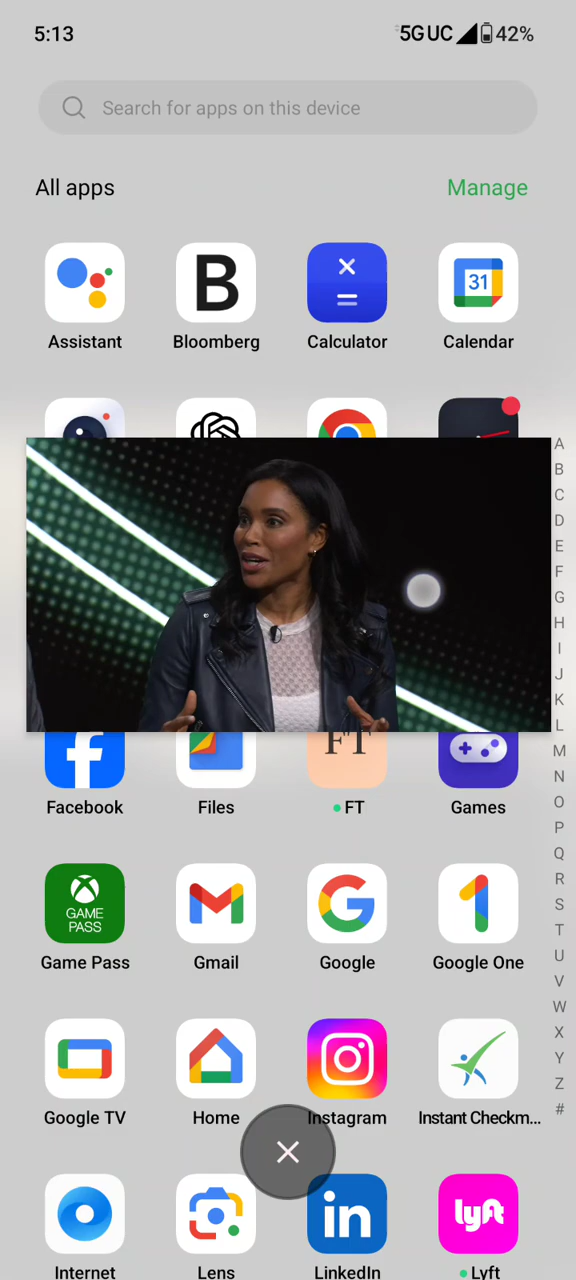 5:13 5G UC 42%
Search for apps on this device
All apps Manage
31
Assistant Bloomberg Calculator Calendar
A
B
C
D
E
F
G
H
I
J
K
L
M
N
O
P
Q
R
S
T
U
V
W
X
Y
Z
#
FT
Facebook Files FT Games
GAME
PASS
Game Pass Gmail Google Google One
Google TV Home Instagram Instant Checkm...
in lyft
Internet Lens LinkedIn Lyft